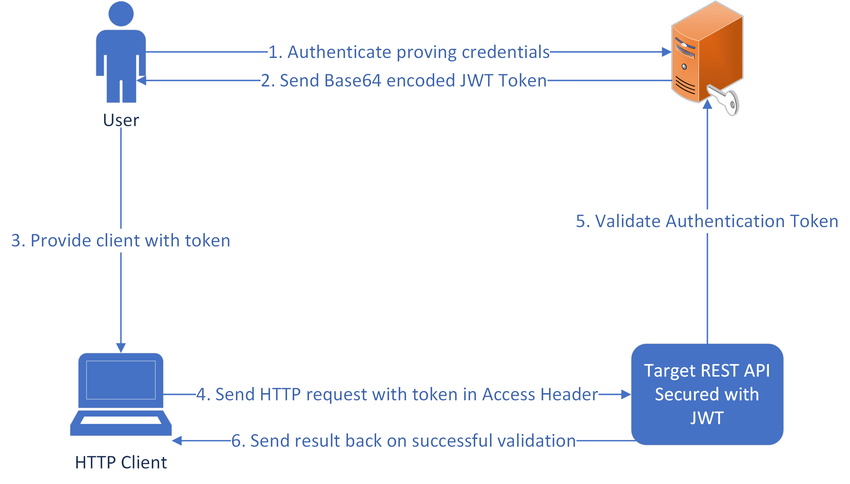 1. Authenticate proving credentials
2. Send Base64 encoded JWT Token
User
5. Validate Authentication Token
3. Provide client with token
Target REST API
Secured with
JWT
4. Send HTTP request with token in Access Header
6. Send result back on successful validation
HTTP Client